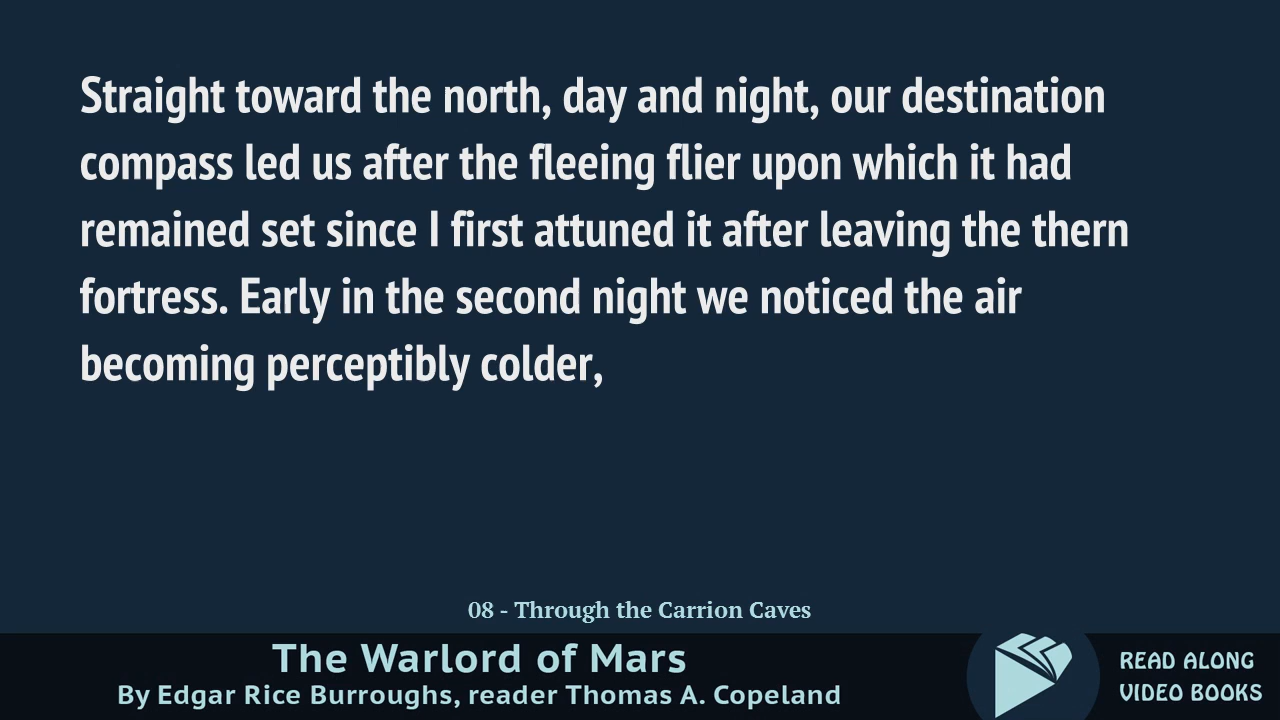 Straight toward the north, day and night, our destination
compass led us after the fleeing flier upon which it had
remained set since I first attuned it after leaving the thern
fortress. Early in the second night we noticed the air
becoming perceptibly colder,
08 - Through the Carrion Caves
The Warlord of Mars
By Edgar Rice Burroughs, reader Thomas A. Copeland
READ ALONG
VIDEO BOOKS